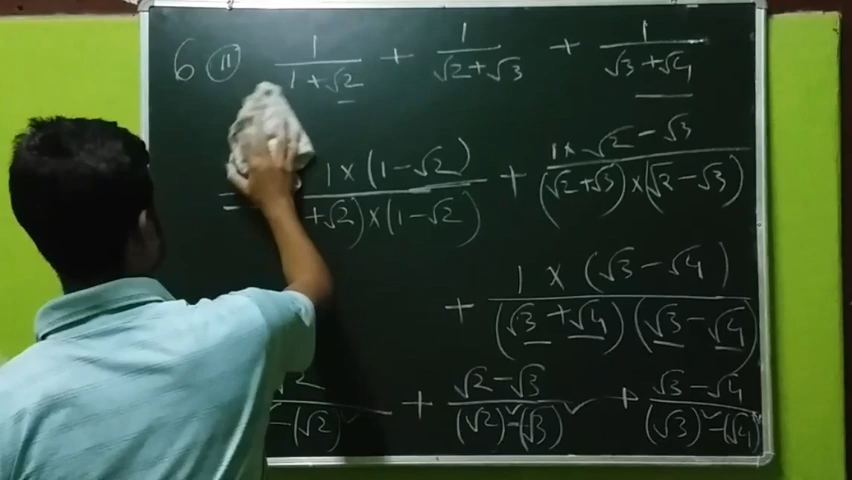 6 (11) 1/(1+√2) + 1/(√2+√3) + 1/(√3+√4)
= 1×(1-√2)/(+√2)×(1-√2) + 1×√2-√3/(√2+√3)×(√2-√3)
+ 1×(√3-√4)/(√3+√4)(√3-√4)
√2/-(√2)² + √2-√3/(√2)²-(√3)² + √3-√4/(√3)²-(√4)²